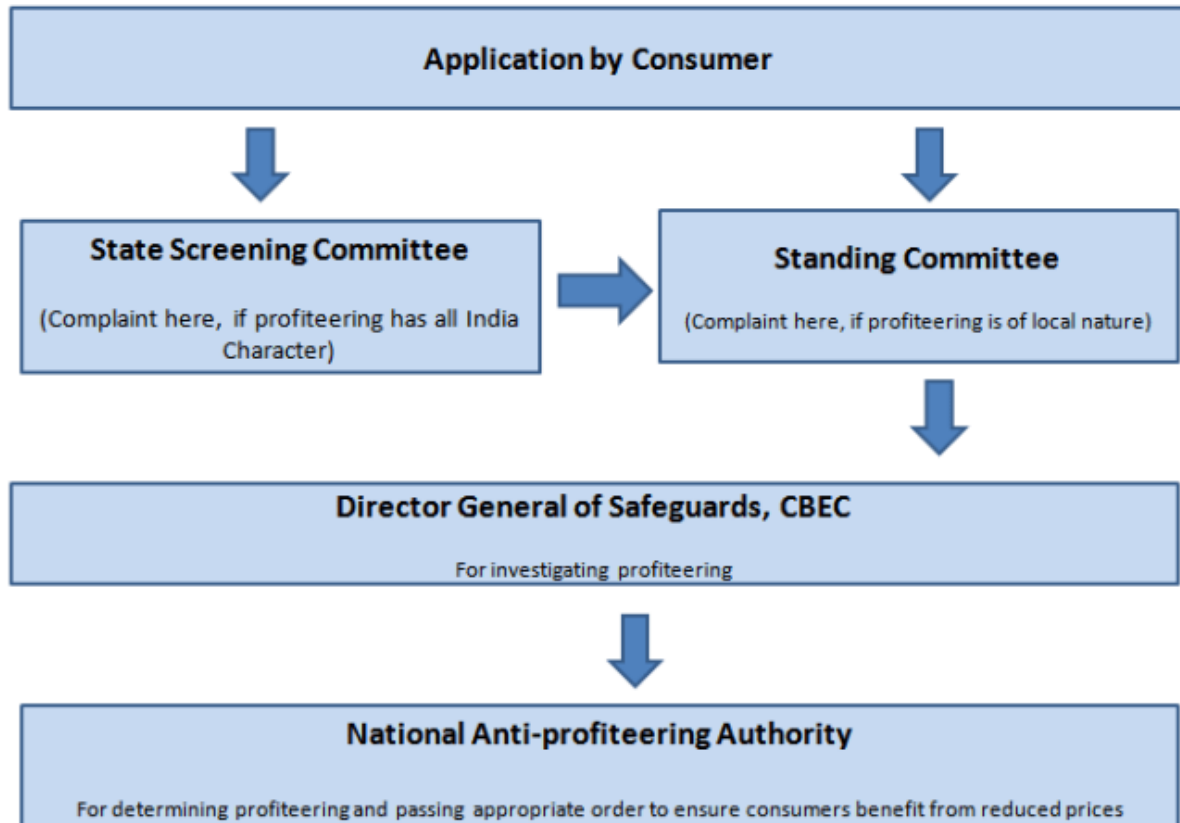 Application by Consumer
State Screening Committee
(Complaint here, if profiteering has all India
Character)
Standing Committee
(Complaint here, if profiteering is of local nature)
Director General of Safeguards, CBEC
For investigating profiteering
National Anti-profiteering Authority
For determining profiteering and passing appropriate order to ensure consumers benefit from reduced prices